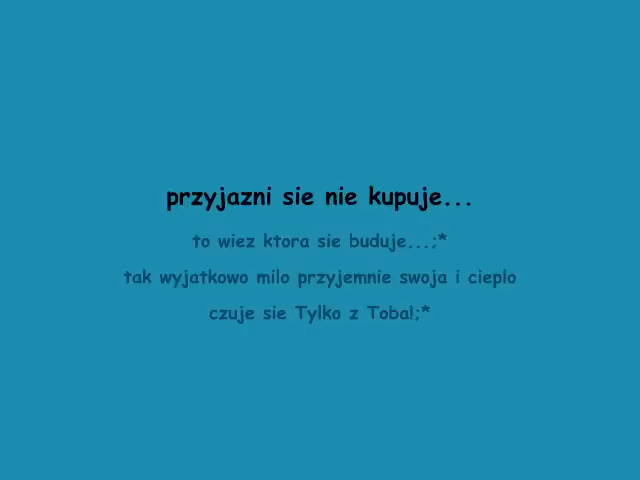 przyjazni sie nie kupuje...
to wiez ktora sie buduje...;*
tak wyjatkowo milo przyjemnie swoja i cieplo
czuje sie Tylko z Toba!;*